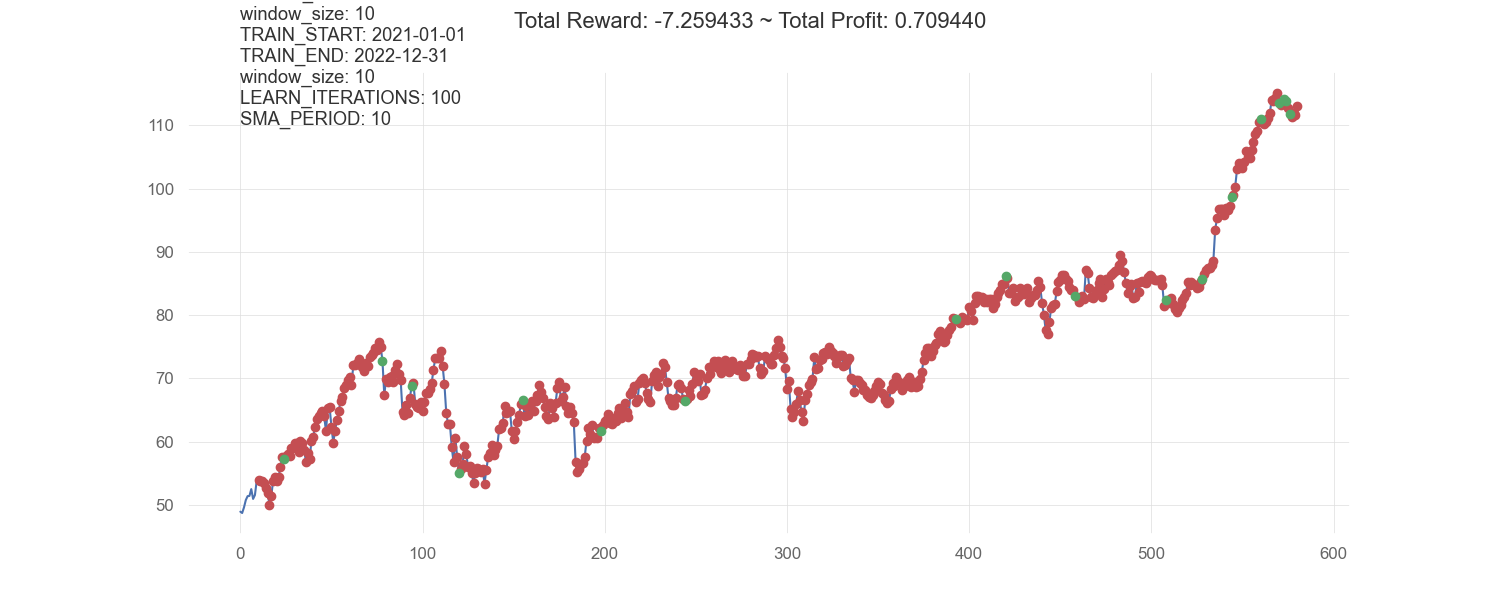 window_size: 10
Total Reward: -7.259433 ~ Total Profit: 0.709440
TRAIN_START: 2021-01-01
TRAIN_END: 2022-12-31
window_size: 10
LEARN_ITERATIONS: 100
SMA_PERIOD: 10
110
100
90
80
70
60
50
0 100 200 300 400 500 600